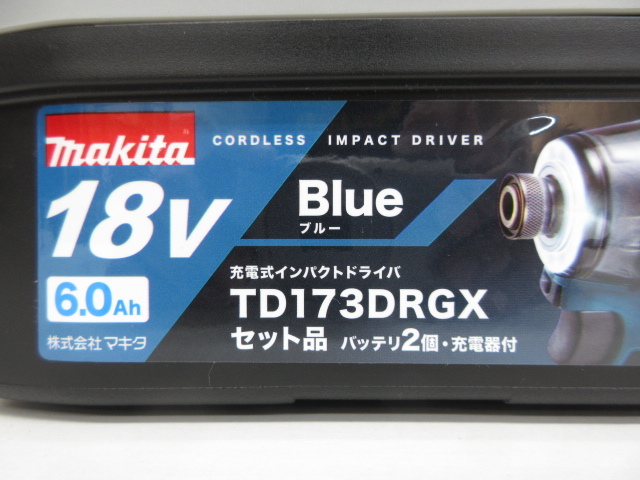 makita
CORDLESS IMPACT DRIVER
18V
Blue
ブルー
6.0Ah
充電式インパクトドライバ
TD173DRGX
株式会社マキタ
セット品 バッテリ2個・充電器付